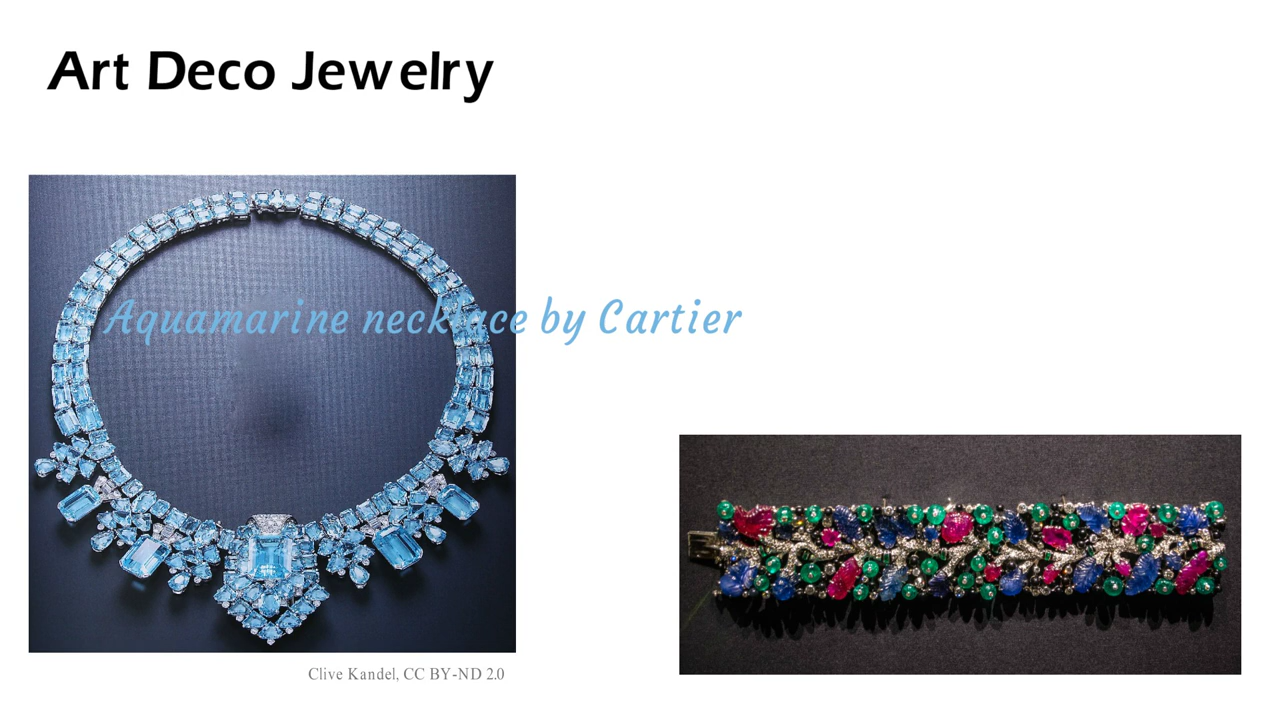 Art Deco Jewelry
Aquamarine necklace by Cartier
Clive Kandel, CC BY-ND 2.0